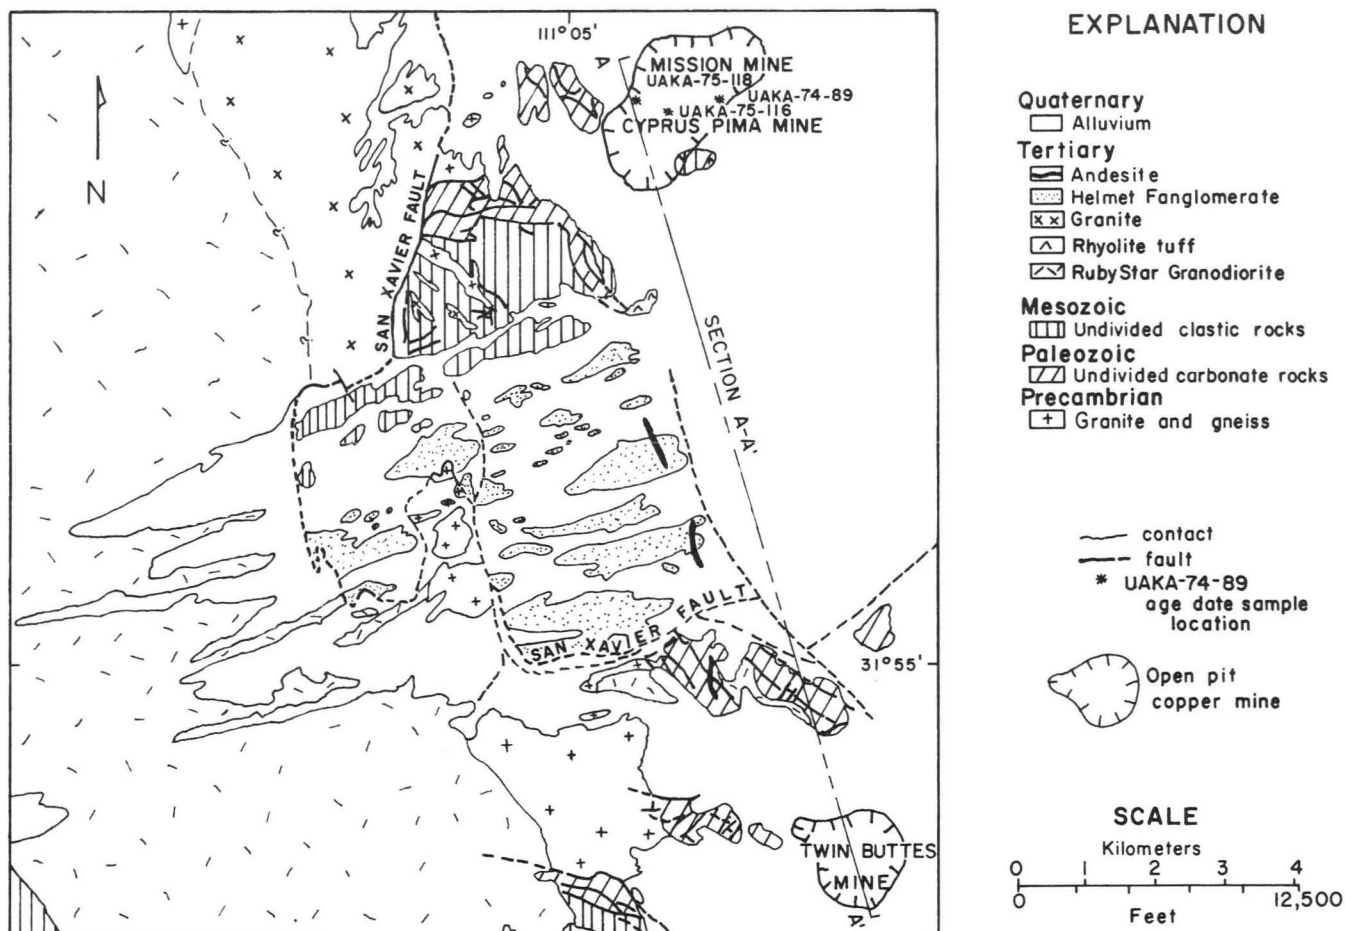 111°05'
A
MISSION MINE
UAKA-75-118
UAKA-74-89
UAKA-75-116
CYPRUS PIMA MINE
N
SAN XAVIER FAULT
SECTION A-A'
SAN XAVIER FAULT
31°55'
TWIN BUTTES
MINE
A'
EXPLANATION
Quaternary
Alluvium
Tertiary
Andesite
Helmet Fanglomerate
Granite
Rhyolite tuff
Ruby Star Granodiorite
Mesozoic
Undivided clastic rocks
Paleozoic
Undivided carbonate rocks
Precambrian
Granite and gneiss
contact
fault
UAKA-74-89
age date sample
location
Open pit
copper mine
SCALE
Kilometers
0 1 2 3 4
0 12,500
Feet